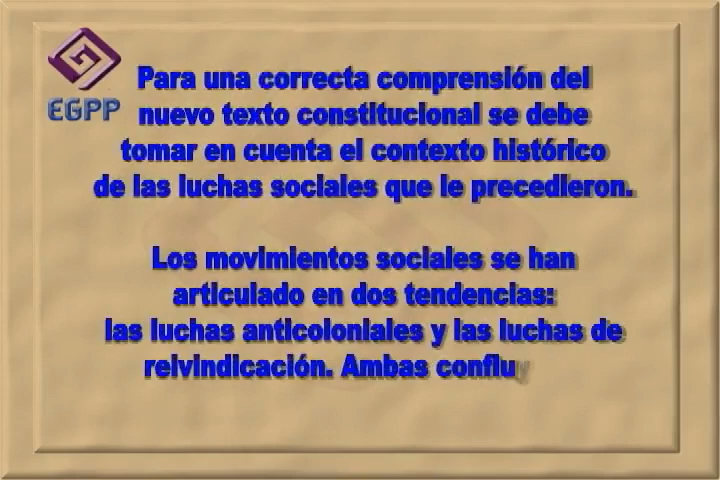 EGPP
Para una correcta comprensión del
nuevo texto constitucional se debe
tomar en cuenta el contexto histórico
de las luchas sociales que le precedieron.
Los movimientos sociales se han
articulado en dos tendencias:
las luchas anticoloniales y las luchas de
reivindicación. Ambas confluy